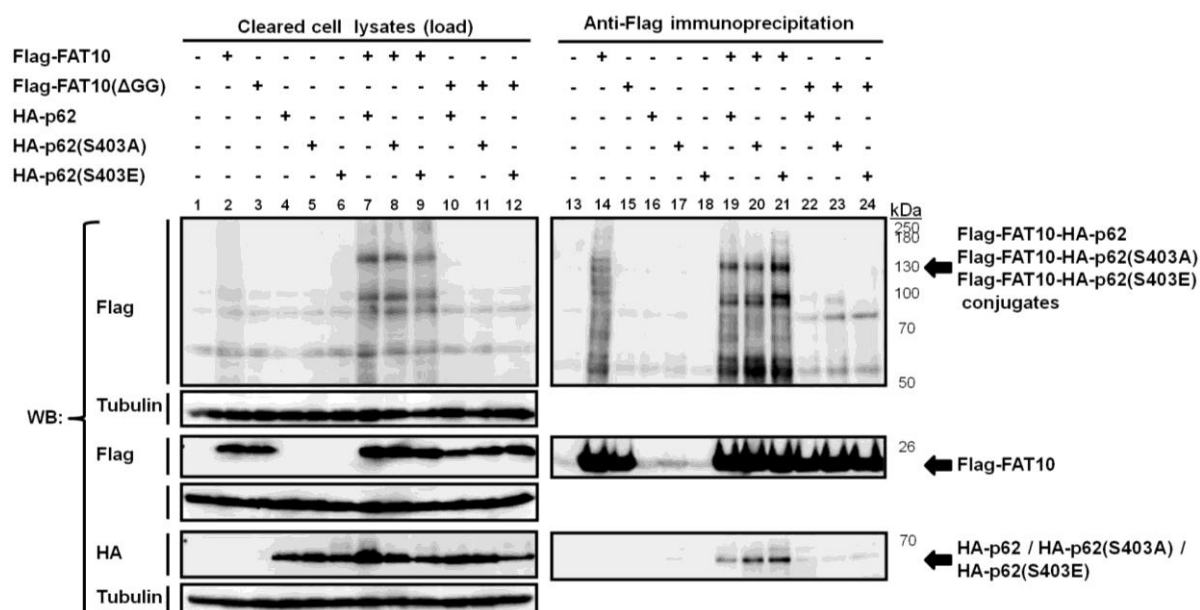 Cleared cell lysates (load) Anti-Flag immunoprecipitation
Flag-FAT10 - + - - - - + + + - - - - + - - - - + + + - - -
Flag-FAT10(ΔGG) - - + - - - - - - + + + - - + - - - - - - + + +
HA-p62 - - - + - - + - - + - - - - - + - - + - - + - -
HA-p62(S403A) - - - - + - - + - - + - - - - - + - - + - - + -
HA-p62(S403E) - - - - - + - - + - - + - - - - - + - - + - - +
1 2 3 4 5 6 7 8 9 10 11 12 13 14 15 16 17 18 19 20 21 22 23 24
kDa
250
180
130
100
70
50
Flag-FAT10-HA-p62
Flag-FAT10-HA-p62(S403A)
Flag-FAT10-HA-p62(S403E)
conjugates
WB:
Flag
Tubulin
Flag
26
Flag-FAT10
HA
70
HA-p62 / HA-p62(S403A) /
HA-p62(S403E)
Tubulin